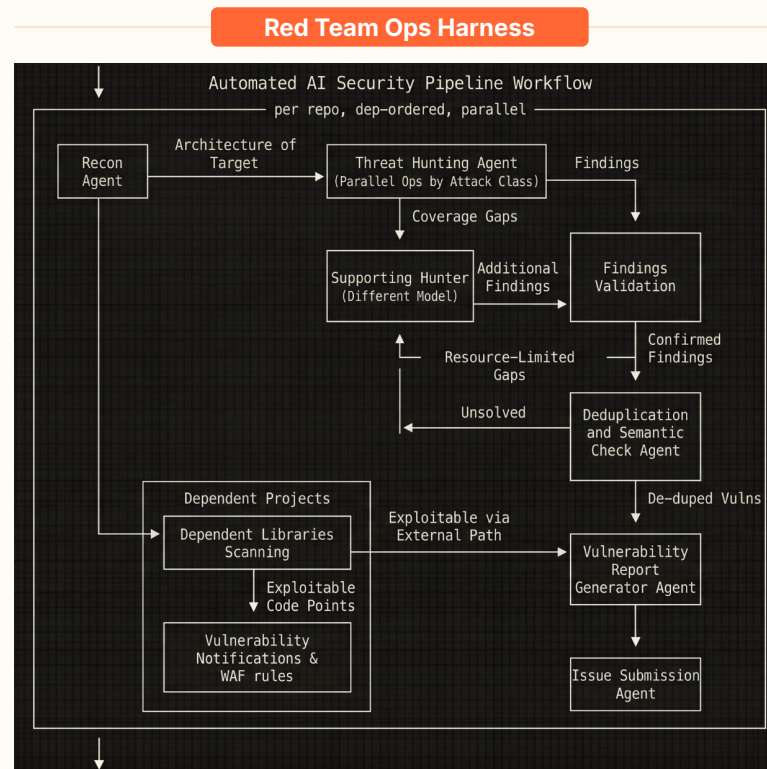 Red Team Ops Harness
Automated AI Security Pipeline Workflow
per repo, dep-ordered, parallel
Recon
Agent
Architecture of
Target
Threat Hunting Agent
(Parallel Ops by Attack Class)
Findings
Coverage Gaps
Supporting Hunter
(Different Model)
Additional
Findings
Findings
Validation
Confirmed
Findings
Resource-Limited
Gaps
Unsolved
Deduplication
and Semantic
Check Agent
De-duped Vulns
Dependent Projects
Dependent Libraries
Scanning
Exploitable via
External Path
Vulnerability
Report
Generator Agent
Exploitable
Code Points
Vulnerability
Notifications &
WAF rules
Issue Submission
Agent